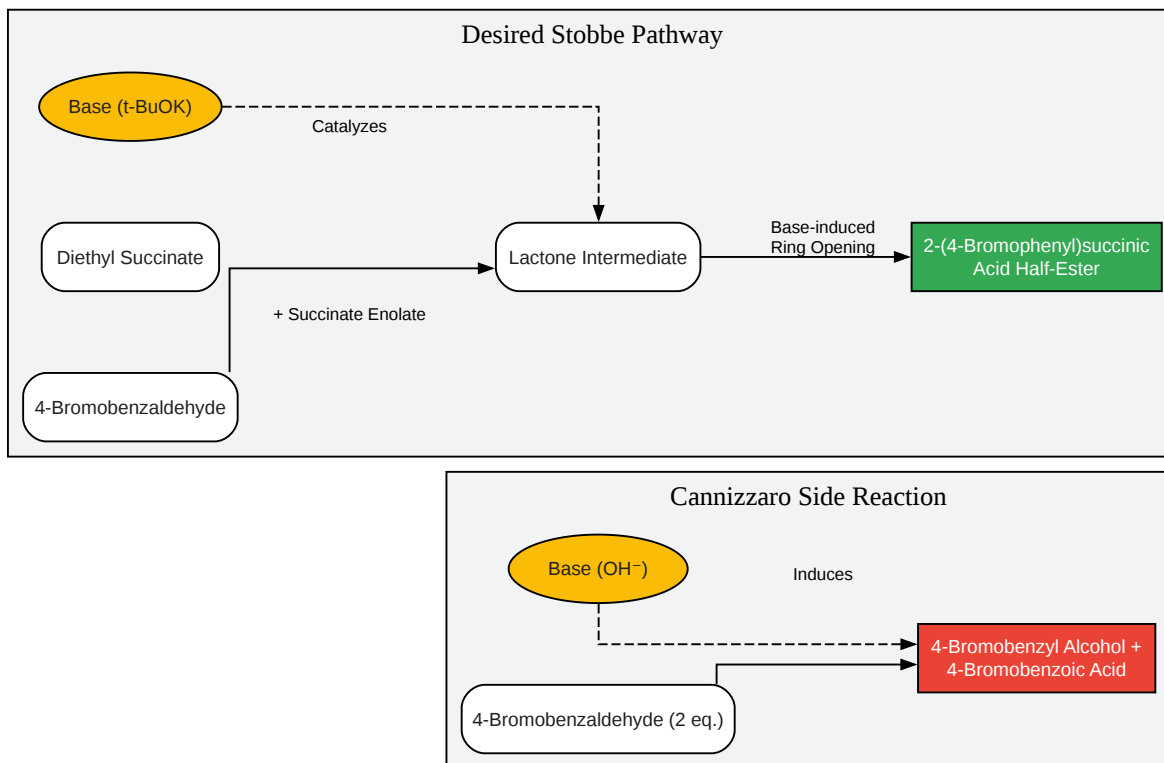 Desired Stobbe Pathway
Base (t-BuOK)
Catalyzes
Diethyl Succinate
Lactone Intermediate
Base-induced
Ring Opening
2-(4-Bromophenyl)succinic
Acid Half-Ester
+ Succinate Enolate
4-Bromobenzaldehyde
Cannizzaro Side Reaction
Base (OH⁻)
Induces
4-Bromobenzyl Alcohol +
4-Bromobenzoic Acid
4-Bromobenzaldehyde (2 eq.)